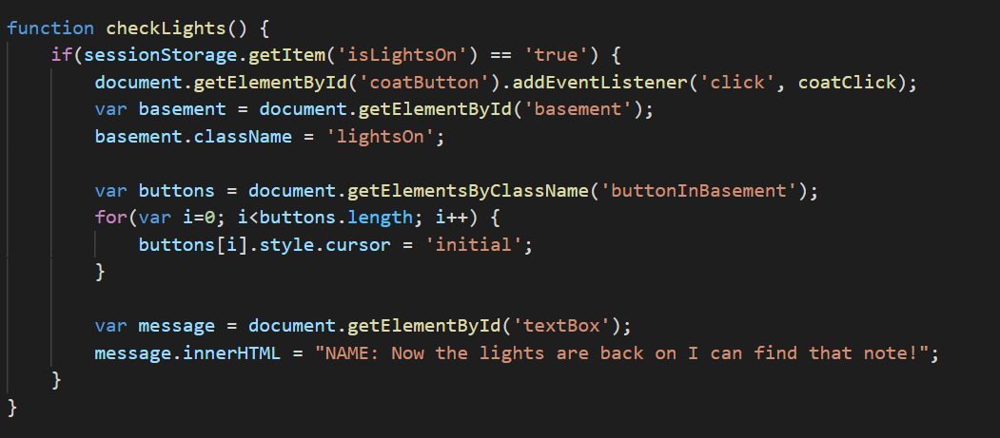 function checkLights() {
    if(sessionStorage.getItem('isLightsOn') == 'true') {
        document.getElementById('coatButton').addEventListener('click', coatClick);
        var basement = document.getElementById('basement');
        basement.className = 'lightsOn';

        var buttons = document.getElementsByClassName('buttonInBasement');
        for(var i=0; i<buttons.length; i++) {
            buttons[i].style.cursor = 'initial';
        }

        var message = document.getElementById('textBox');
        message.innerHTML = "NAME: Now the lights are back on I can find that note!";
    }
}